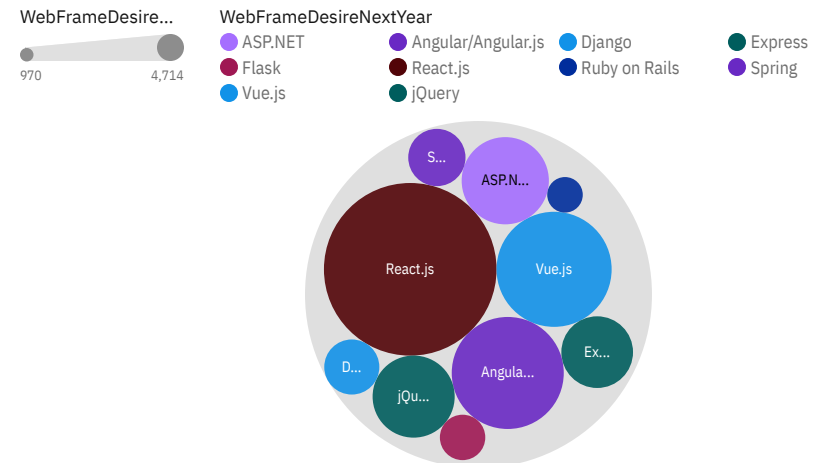 WebFrameDesire...
970 4,714
WebFrameDesireNextYear
ASP.NET Angular/Angular.js Django Express
Flask React.js Ruby on Rails Spring
Vue.js jQuery
S...
ASP.N...
React.js
Vue.js
Ex...
D...
Angula...
jQu...